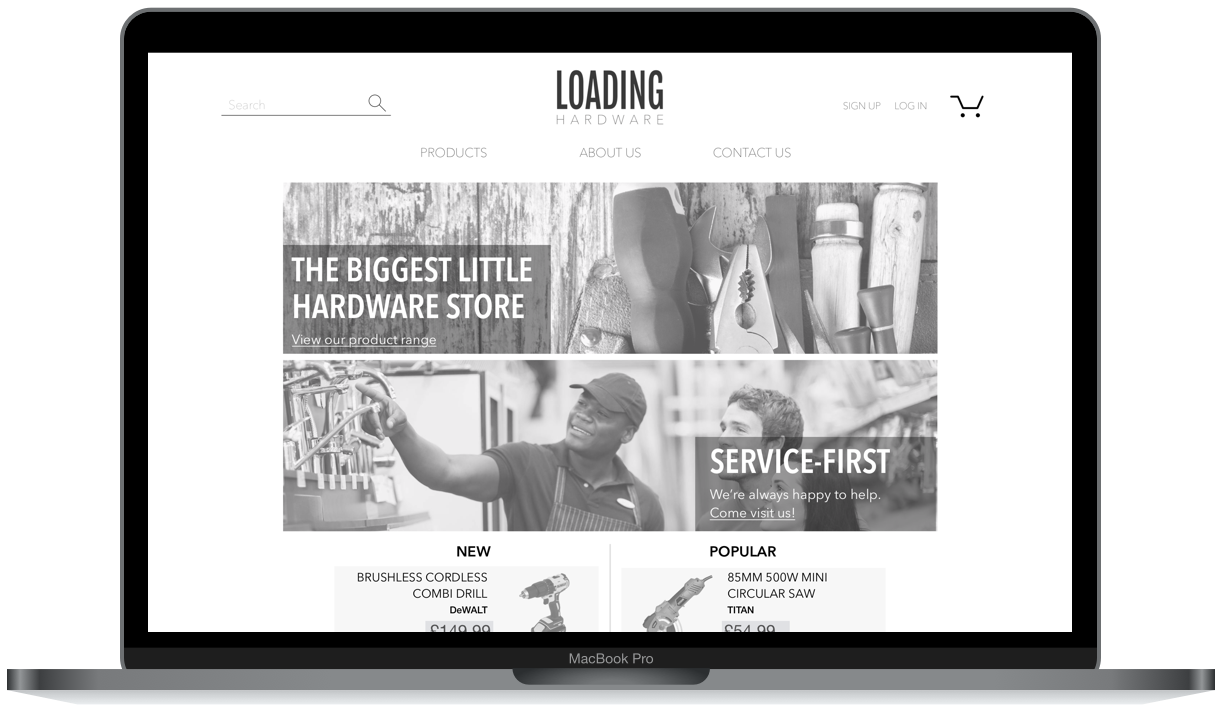 Search
LOADING
HARDWARE
SIGN UP
LOG IN
PRODUCTS
ABOUT US
CONTACT US
THE BIGGEST LITTLE
HARDWARE STORE
View our product range
SERVICE-FIRST
We're always happy to help.
Come visit us!
NEW
BRUSHLESS CORDLESS
COMBI DRILL
DeWALT
£149.99
POPULAR
85MM 500W MINI
CIRCULAR SAW
TITAN
£54.99
MacBook Pro